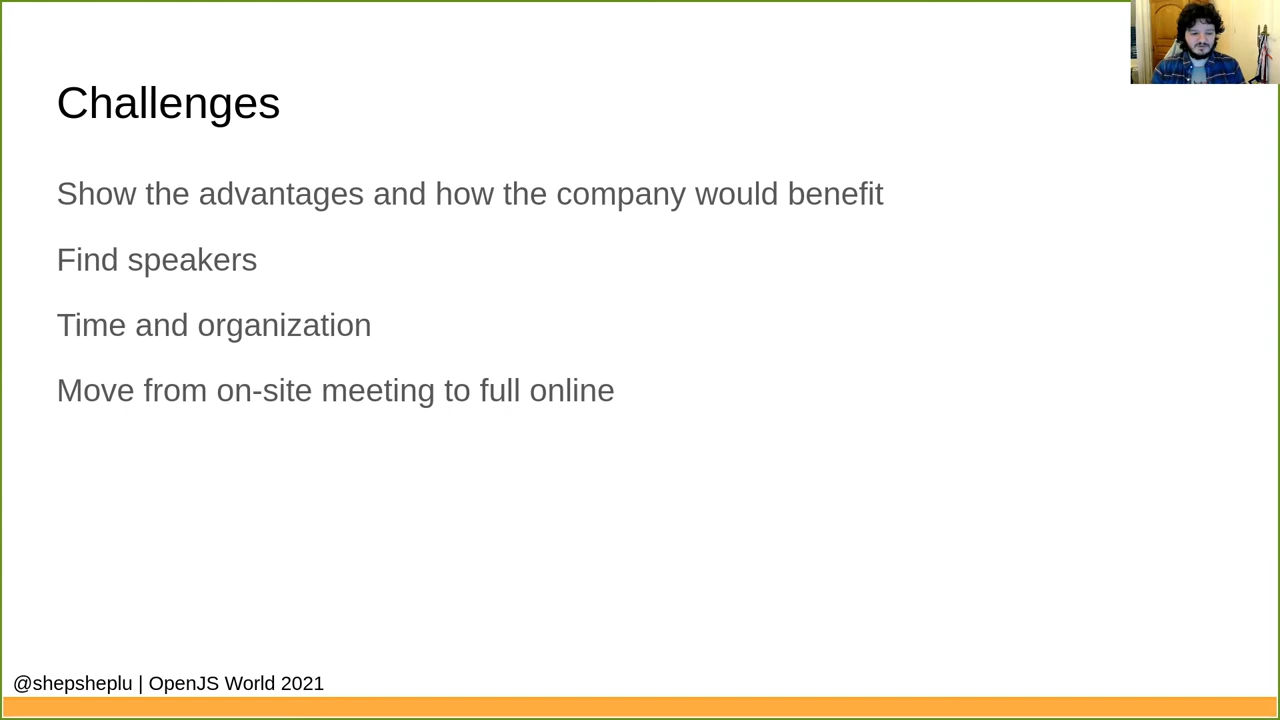 Challenges
Show the advantages and how the company would benefit
Find speakers
Time and organization
Move from on-site meeting to full online
@shepsheplu | OpenJS World 2021